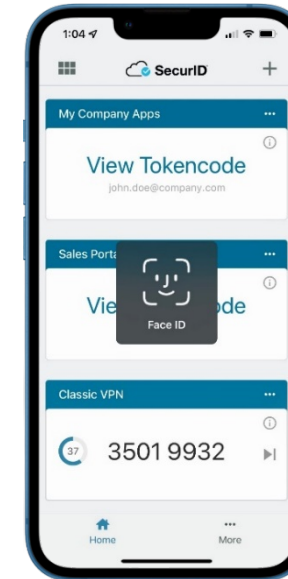 1:04
SecurID
My Company Apps
View Tokencode
john.doe@company.com
Sales Porta
Vie
de
Face ID
Classic VPN
37
3501 9932
Home
More